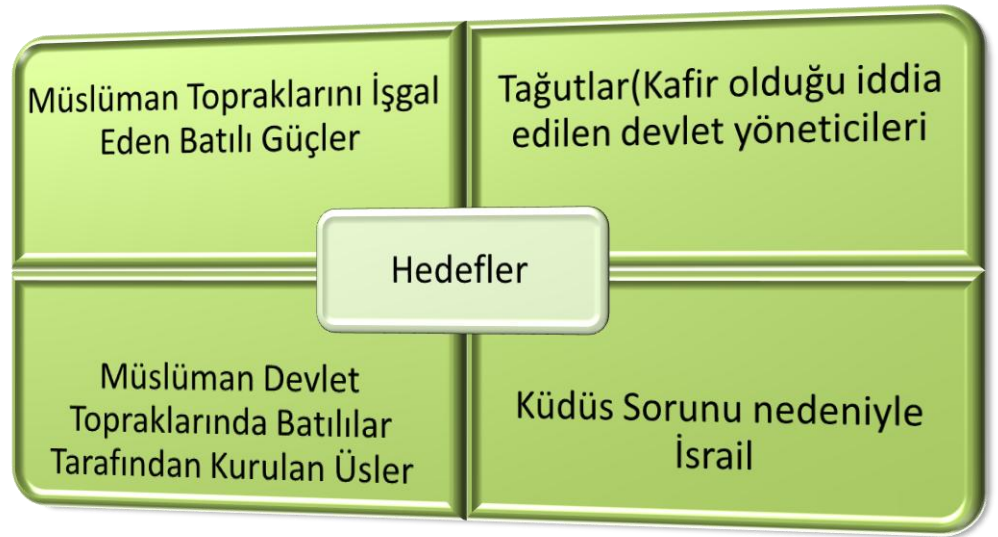 Müslüman Topraklarını İşgal
Eden Batılı Güçler
Tağutlar(Kafir olduğu iddia
edilen devlet yöneticileri
Hedefler
Müslüman Devlet
Topraklarında Batılılar
Tarafından Kurulan Üsler
Küdüs Sorunu nedeniyle
İsrail